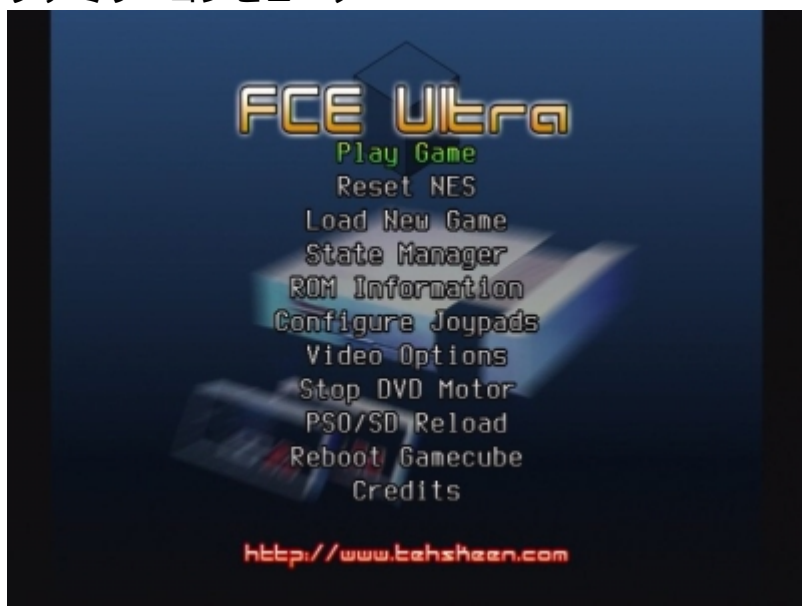 FCE Ultra
Play Game
Reset NES
Load New Game
State Manager
ROM Information
Configure Joypads
Video Options
Stop DVD Motor
PSO/SD Reload
Reboot Gamecube
Credits
http://www.tehskeen.com